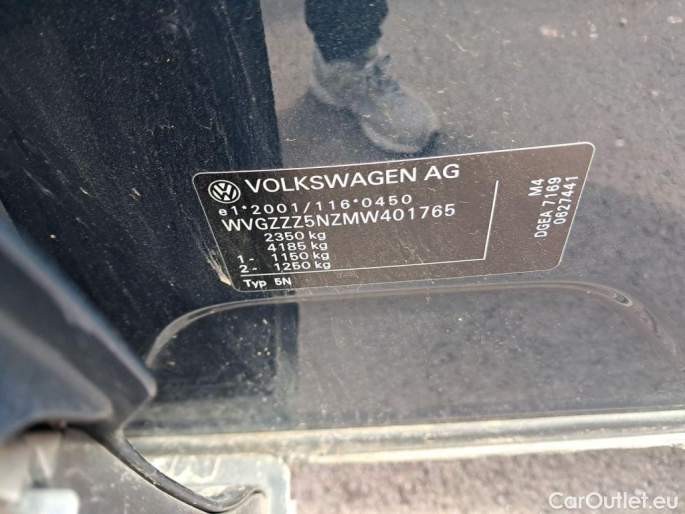 VOLKSWAGEN AG
e1*2001/116*0450
WVGZZZ5NZMW401765
2350 kg
4185 kg
1- 1150 kg
2- 1250 kg
Typ 5N
M4
DGEA 7169
0627441
CarOutlet.eu